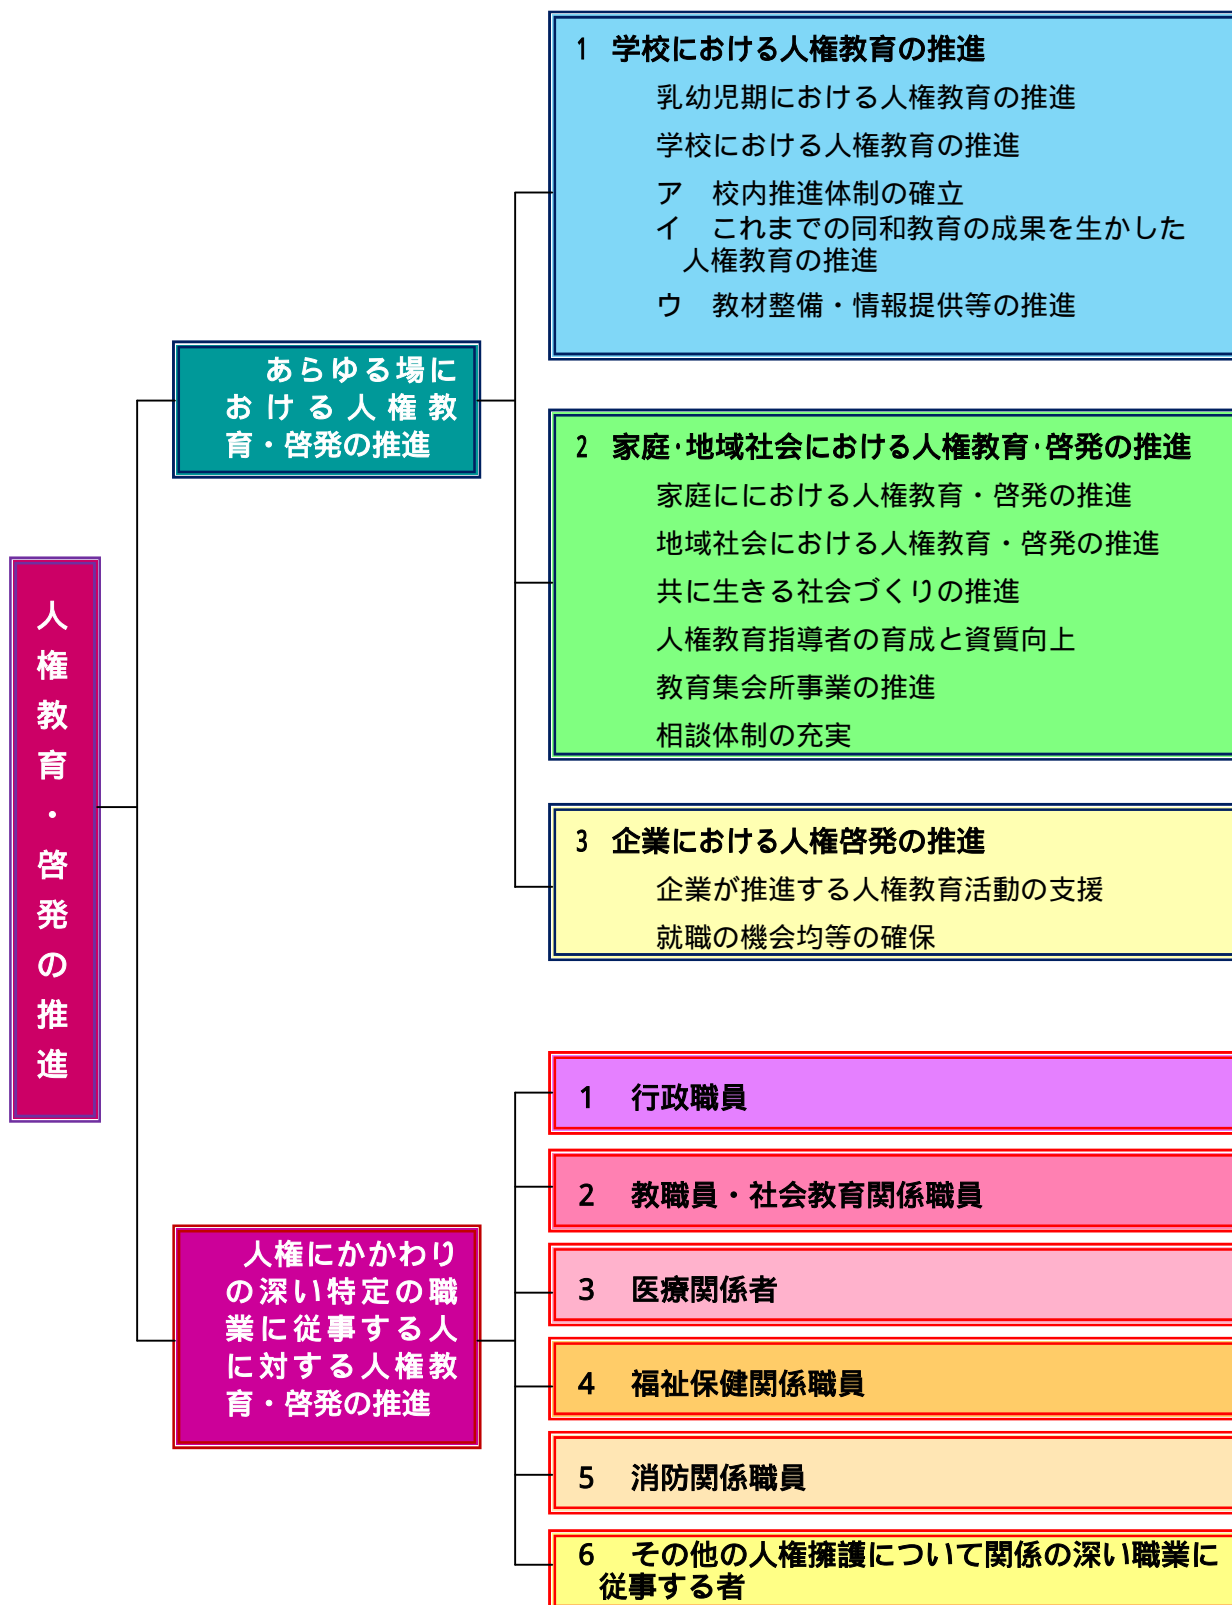 人権教育・啓発の推進
あらゆる場に
おける人権教
育・啓発の推進
1 学校における人権教育の推進
乳幼児期における人権教育の推進
学校における人権教育の推進
ア 校内推進体制の確立
イ これまでの同和教育の成果を生かした
人権教育の推進
ウ 教材整備・情報提供等の推進
2 家庭・地域社会における人権教育・啓発の推進
家庭ににおける人権教育・啓発の推進
地域社会における人権教育・啓発の推進
共に生きる社会づくりの推進
人権教育指導者の育成と資質向上
教育集会所事業の推進
相談体制の充実
3 企業における人権啓発の推進
企業が推進する人権教育活動の支援
就職の機会均等の確保
人権にかかわり
の深い特定の職
業に従事する人
に対する人権教
育・啓発の推進
1 行政職員
2 教職員・社会教育関係職員
3 医療関係者
4 福祉保健関係職員
5 消防関係職員
6 その他の人権擁護について関係の深い職業に
従事する者